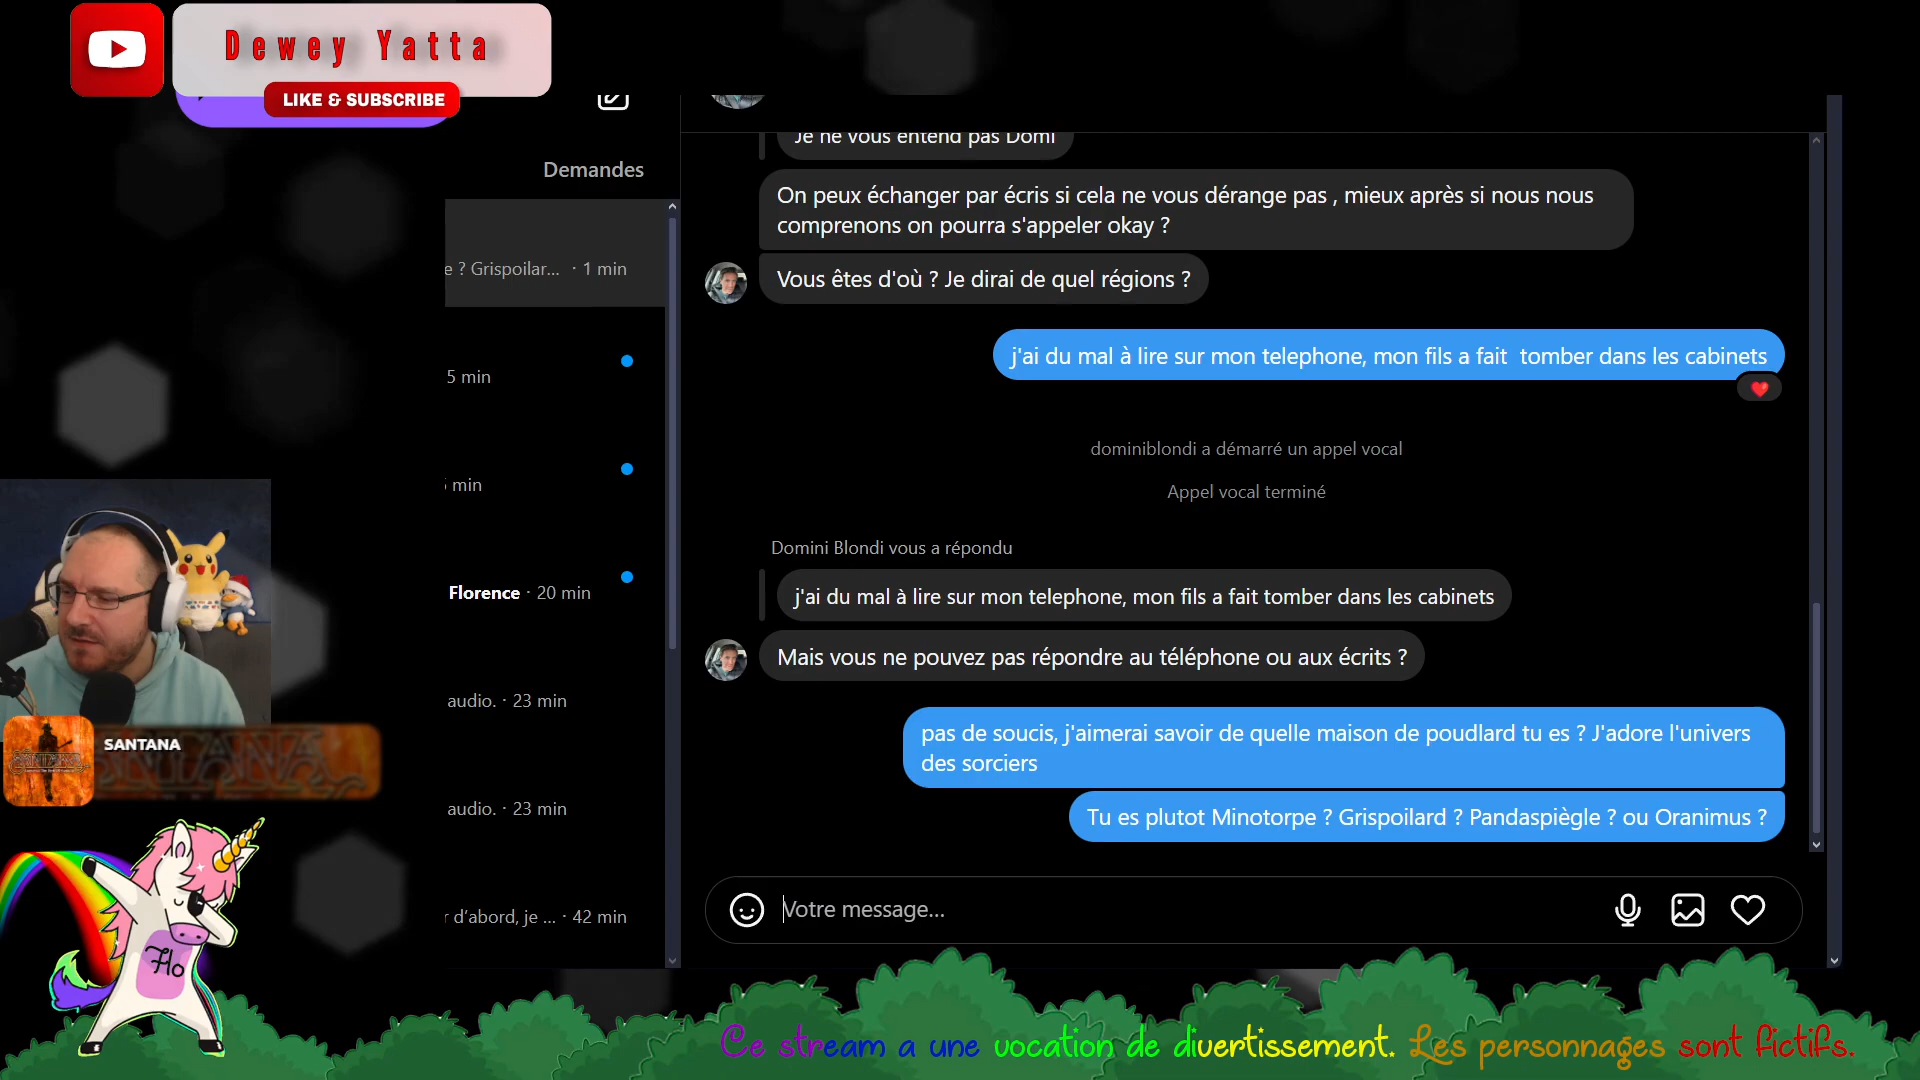 Dewey Yatta
LIKE & SUBSCRIBE
Demandes
e ? Grispoilar... · 1 min
5 min
min
Florence · 20 min
audio. · 23 min
audio. · 23 min
r d'abord, je ... · 42 min
Je ne vous entend pas Domi
On peux échanger par écris si cela ne vous dérange pas , mieux après si nous nous
comprenons on pourra s'appeler okay ?
Vous êtes d'où ? Je dirai de quel régions ?
j'ai du mal à lire sur mon telephone, mon fils a fait tomber dans les cabinets
dominiblondi a démarré un appel vocal
Appel vocal terminé
Domini Blondi vous a répondu
j'ai du mal à lire sur mon telephone, mon fils a fait tomber dans les cabinets
Mais vous ne pouvez pas répondre au téléphone ou aux écrits ?
pas de soucis, j'aimerai savoir de quelle maison de poudlard tu es ? J'adore l'univers
des sorciers
Tu es plutot Minotorpe ? Grispoilard ? Pandaspiègle ? ou Oranimus ?
Votre message...
SANTANA
Flo
Ce stream a une vocation de divertissement. Les personnages sont fictifs.